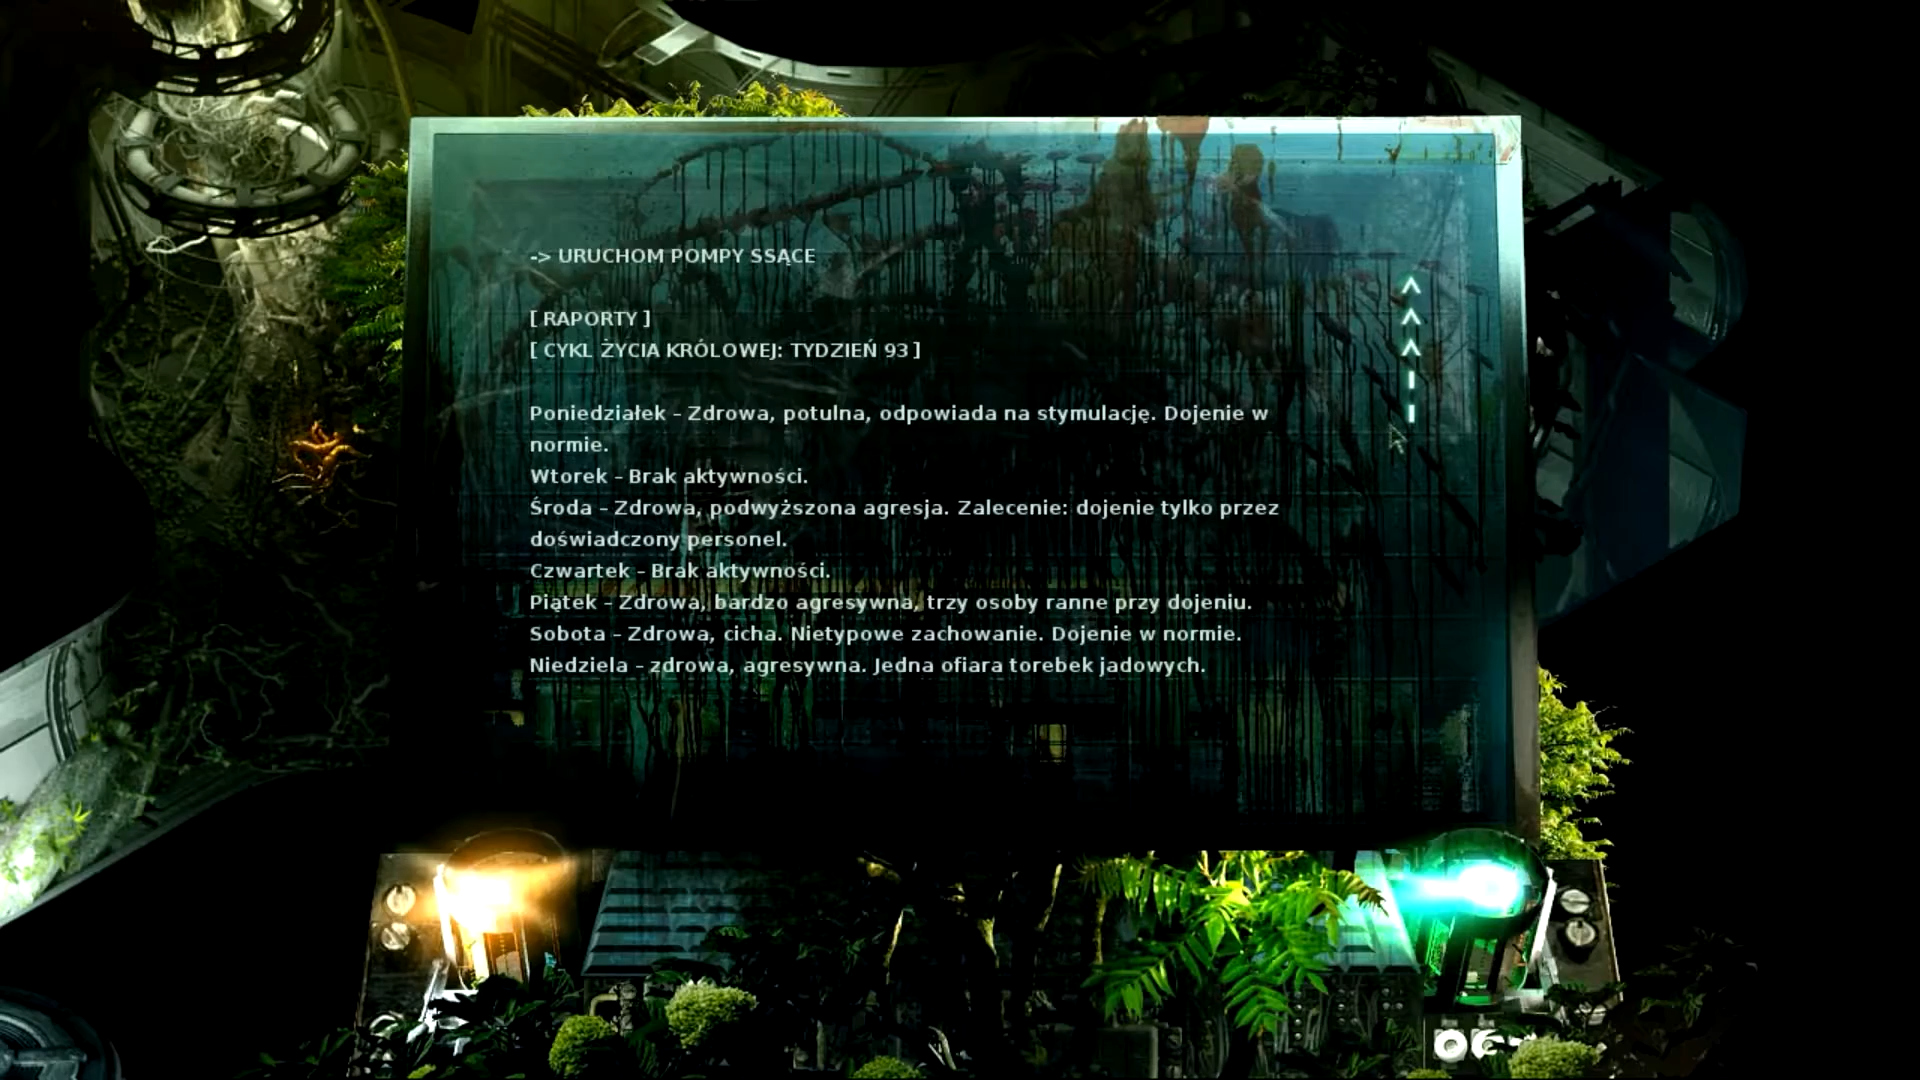 -> URUCHOM POMPY SSĄCE
[ RAPORTY ]
[ CYKL ŻYCIA KRÓLOWEJ: TYDZIEŃ 93 ]
Poniedziałek – Zdrowa, potulna, odpowiada na stymulację. Dojenie w
normie.
Wtorek – Brak aktywności.
Środa – Zdrowa, podwyższona agresja. Zalecenie: dojenie tylko przez
doświadczony personel.
Czwartek – Brak aktywności.
Piątek – Zdrowa, bardzo agresywna, trzy osoby ranne przy dojeniu.
Sobota – Zdrowa, cicha. Nietypowe zachowanie. Dojenie w normie.
Niedziela – zdrowa, agresywna. Jedna ofiara torebek jadowych.